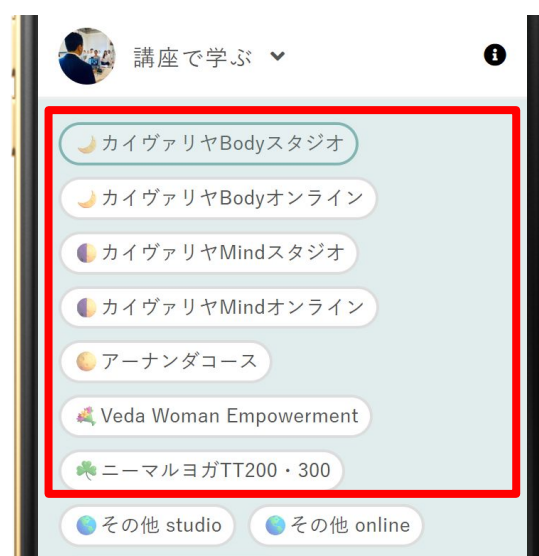 講座で学ぶ
カイヴァリヤBodyスタジオ
カイヴァリヤBodyオンライン
カイヴァリヤMindスタジオ
カイヴァリヤMindオンライン
アーナンダコース
Veda Woman Empowerment
ニーマルヨガTT200・300
その他 studio その他 online